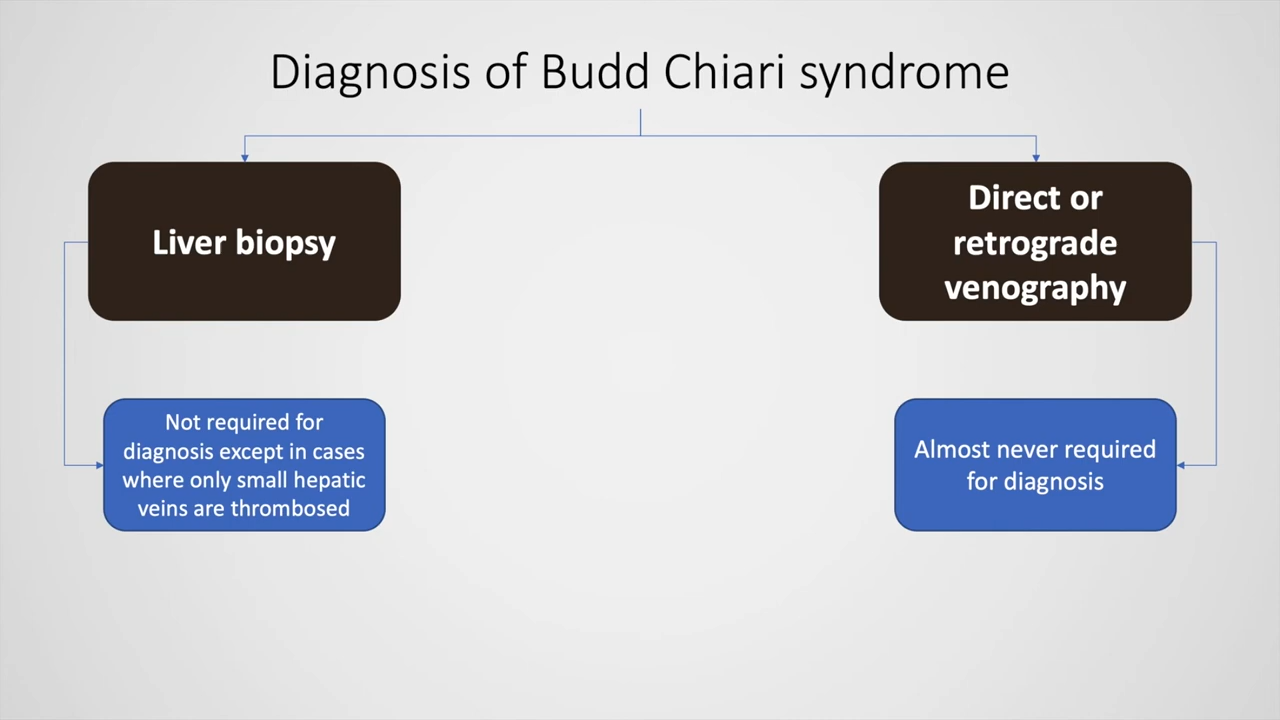 Diagnosis of Budd Chiari syndrome
Liver biopsy
Direct or
retrograde
venography
Not required for
diagnosis except in cases
where only small hepatic
veins are thrombosed
Almost never required
for diagnosis